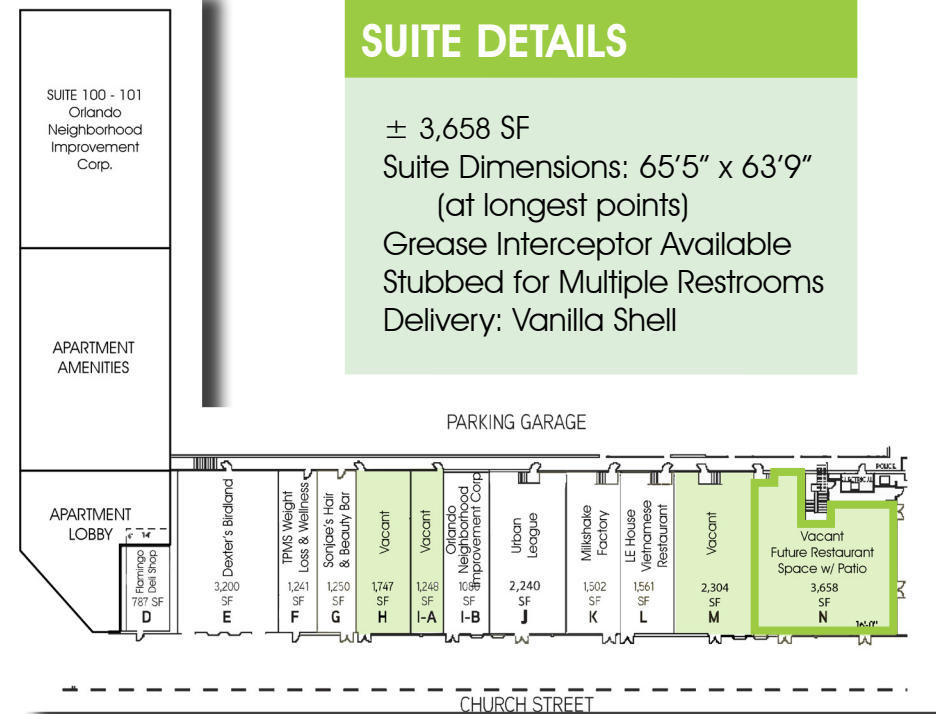 SUITE DETAILS
± 3,658 SF
Suite Dimensions: 65'5" x 63'9"
(at longest points)
Grease Interceptor Available
Stubbed for Multiple Restrooms
Delivery: Vanilla Shell
SUITE 100 - 101
Orlando
Neighborhood
Improvement
Corp.
APARTMENT
AMENITIES
APARTMENT
LOBBY
PARKING GARAGE
POLICE
ELECTRICAL
Flamingo
Deli Shop
787 SF
D
Dexter's Birdland
3,200
SF
E
TPMS Weight
Loss & Wellness
1,241
SF
F
Sonjae's Hair
& Beauty Bar
1,250
SF
G
Vacant
1,747
SF
H
Vacant
1,248
SF
I-A
Orlando
Neighborhood
Improvement Corp
SF
I-B
Urban
League
2,240
SF
J
Milkshake
Factory
1,502
SF
K
LE House
Vietnamese
Restaurant
1,561
SF
L
Vacant
2,304
SF
M
Vacant
Future Restaurant
Space w/ Patio
3,658
SF
N
CHURCH STREET